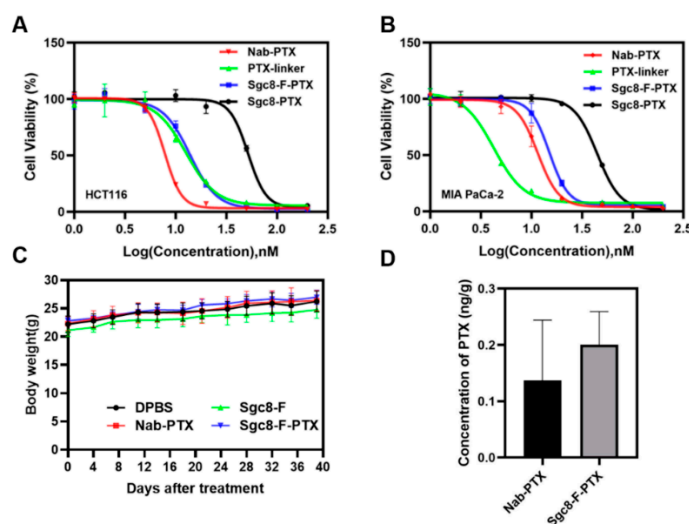 A
Cell Viability (%)
150
100
50
0
0.0 0.5 1.0 1.5 2.0 2.5
Log(Concentration),nM
HCT116
Nab-PTX
PTX-linker
Sgc8-F-PTX
Sgc8-PTX
B
Cell Viability (%)
150
100
50
0
0.0 0.5 1.0 1.5 2.0 2.5
Log(Concentration),nM
MIA PaCa-2
Nab-PTX
PTX-linker
Sgc8-F-PTX
Sgc8-PTX
C
Body weight(g)
30
25
20
15
10
5
0
0 4 8 12 16 20 24 28 32 36 40
Days after treatment
DPBS
Nab-PTX
Sgc8-F
Sgc8-F-PTX
D
Concentration of PTX (ng/g)
0.3
0.2
0.1
0.0
Nab-PTX
Sgc8-F-PTX